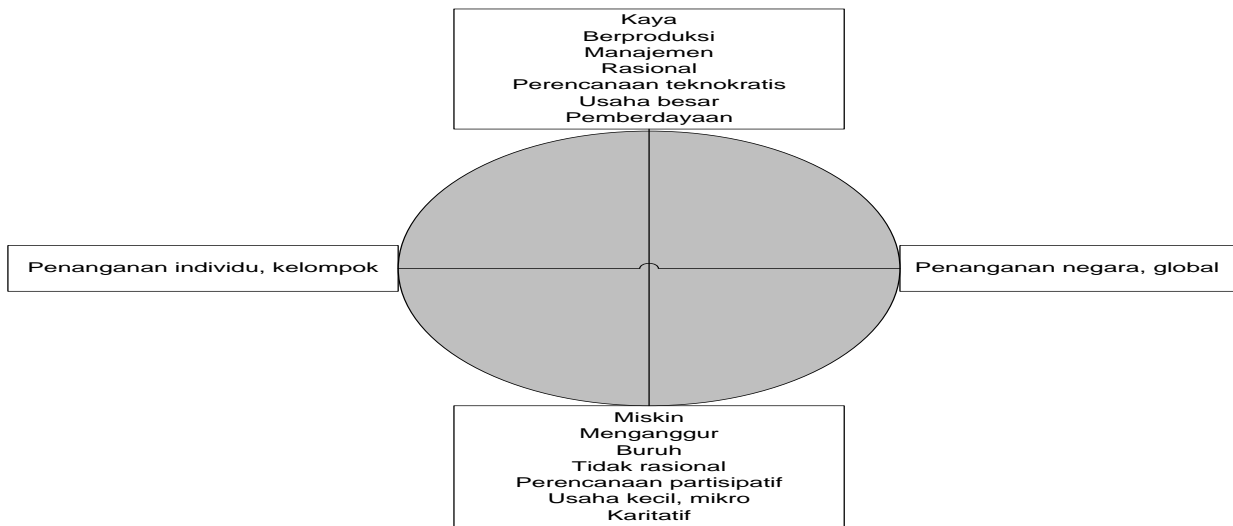 Kaya
Berproduksi
Manajemen
Rasional
Perencanaan teknokratis
Usaha besar
Pemberdayaan
Penanganan individu, kelompok
Penanganan negara, global
Miskin
Menganggur
Buruh
Tidak rasional
Perencanaan partisipatif
Usaha kecil, mikro
Karitatif